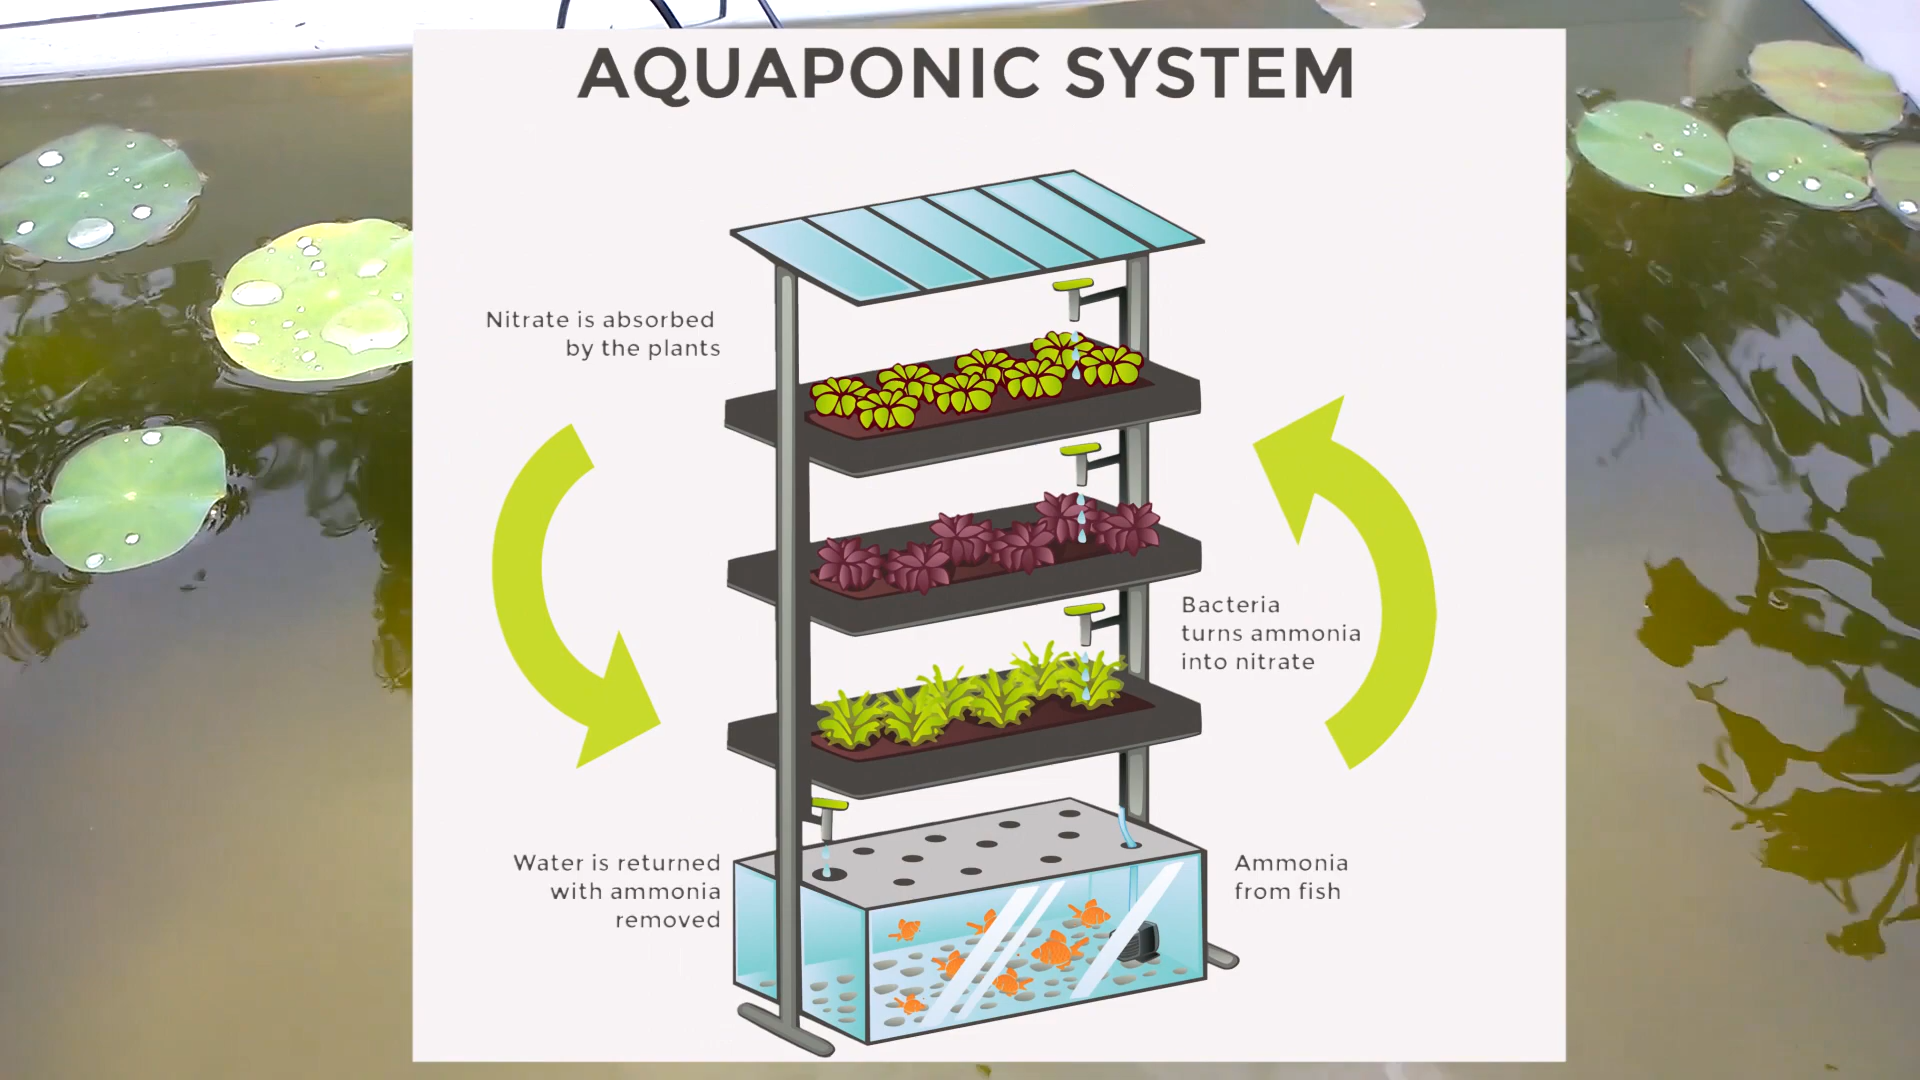 AQUAPONIC SYSTEM
Nitrate is absorbed
by the plants
Bacteria
turns ammonia
into nitrate
Water is returned
with ammonia
removed
Ammonia
from fish